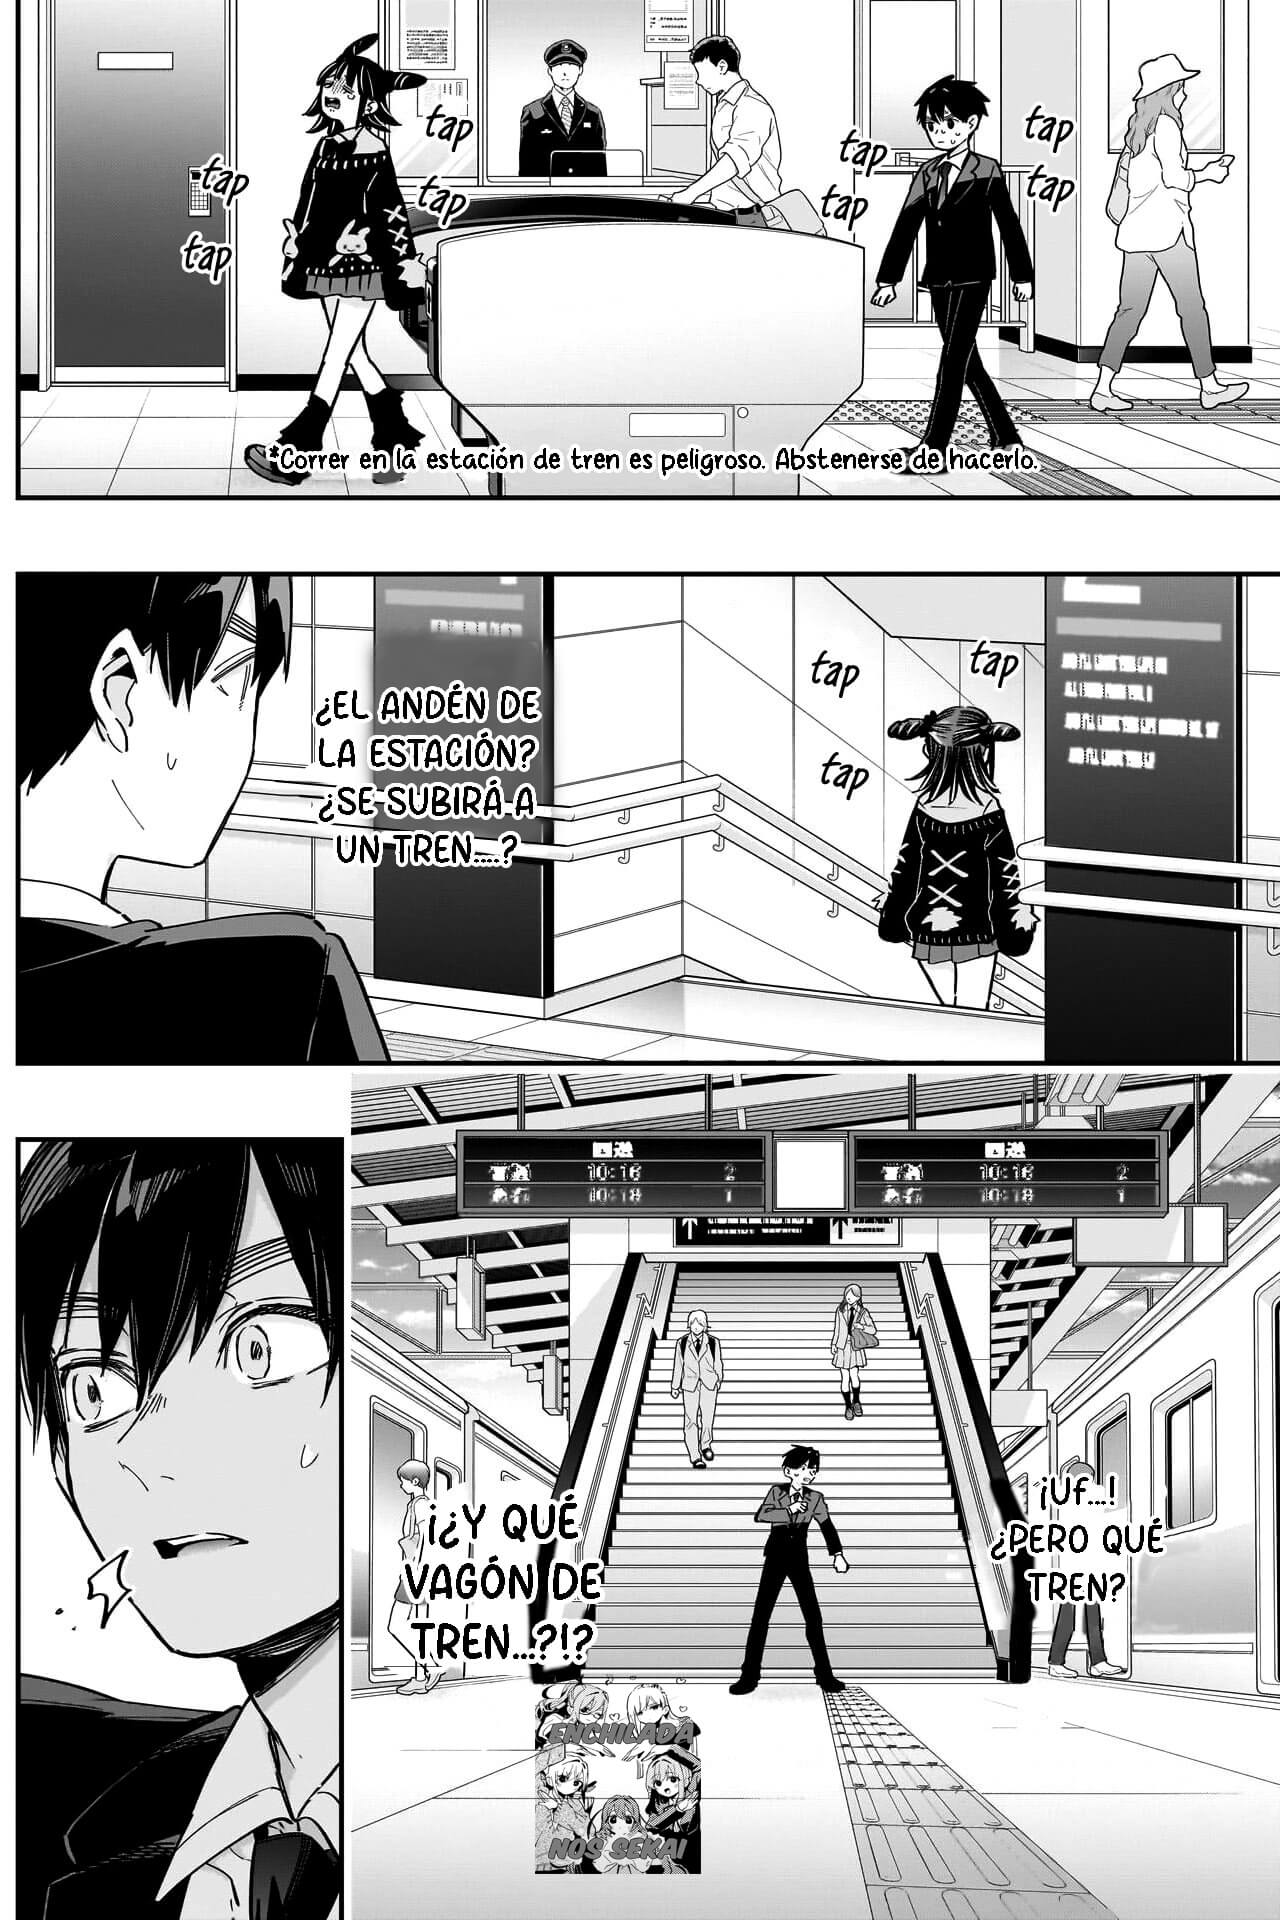 tap
tap
tap
tap
tap
tap
tap
tap
*Correr en la estación de tren es peligroso. Abstenerse de hacerlo.
¿EL ANDÉN DE
LA ESTACIÓN?
¿SE SUBIRÁ A
UN TREN....?
tap
tap
tap
10:16 2
10:18 1
10:16 2
10:18 1
¡Uf...!
¿PERO QUÉ
TREN?
¡¿Y QUÉ
VAGÓN DE
TREN...?!?
ENCHILADA
NOS SEKAI